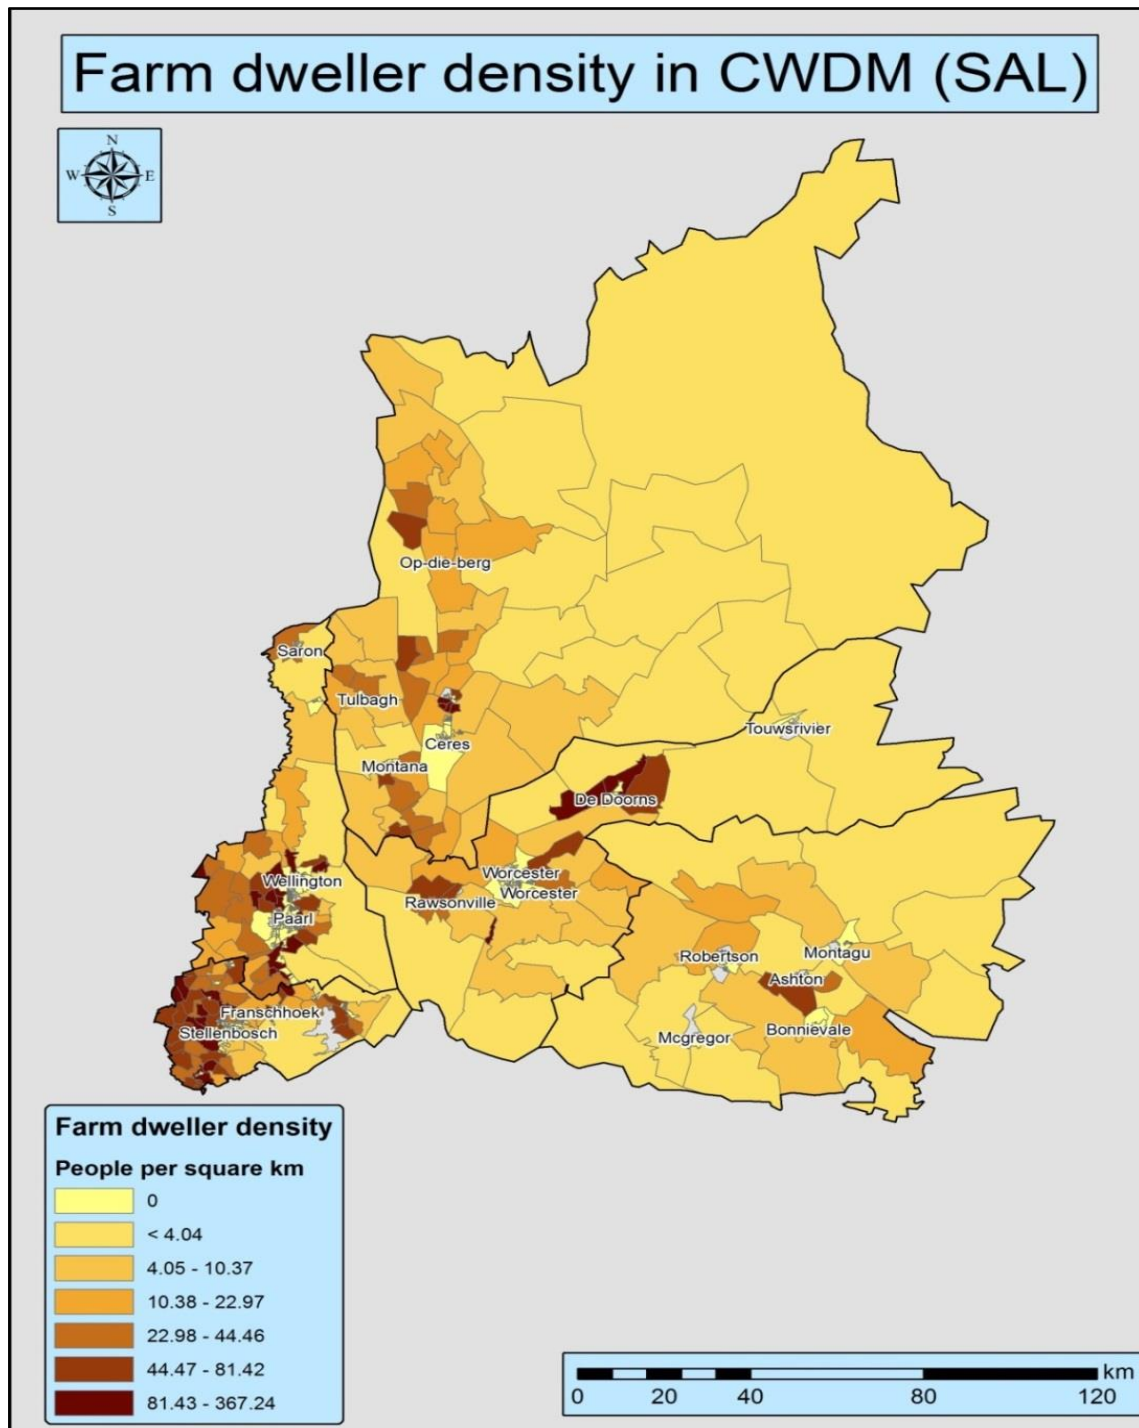 Farm dweller density in CWDM (SAL)
N
W E
S
Op-die-berg
Saron
Tulbagh
Touwsrivier
Ceres
Montana
De Doorns
Worcester
Wellington
Worcester
Rawsonville
Paarl
Montagu
Robertson
Ashton
Franschhoek
Stellenbosch
Bonnievale
Mcgregor
Farm dweller density
People per square km
0
< 4.04
4.05 - 10.37
10.38 - 22.97
22.98 - 44.46
44.47 - 81.42
81.43 - 367.24
km
0 20 40 80 120